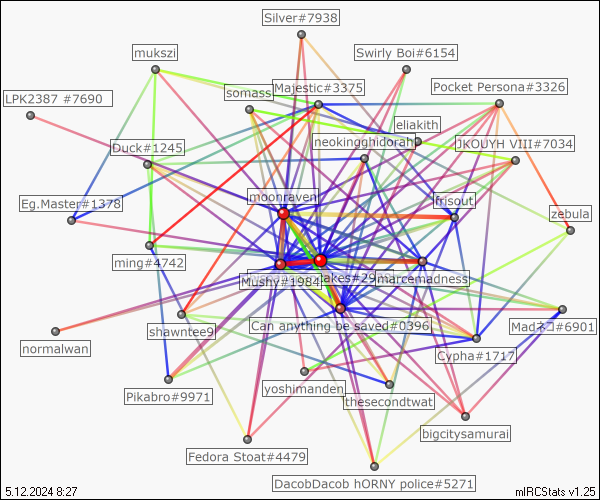 Silver#7938
mukszi
Swirly Boi#6154
somass
Majestic#3375
Pocket Persona#3326
LPK2387 #7690
eliakith
Duck#1245
neokingghidorah
JKOUYH VIII#7034
moonraven
Eg.Master#1378
frisout
zebula
ming#4742
Mushy#1984
marcemadness
shawntee9
Can anything be saved#0396
Madネコ#6901
normalwan
Cypha#1717
Pikabro#9971
yoshimanden
thesecondtwat
bigcitysamurai
Fedora Stoat#4479
DacobDacob hORNY police#5271
5.12.2024 8:27
mIRCStats v1.25